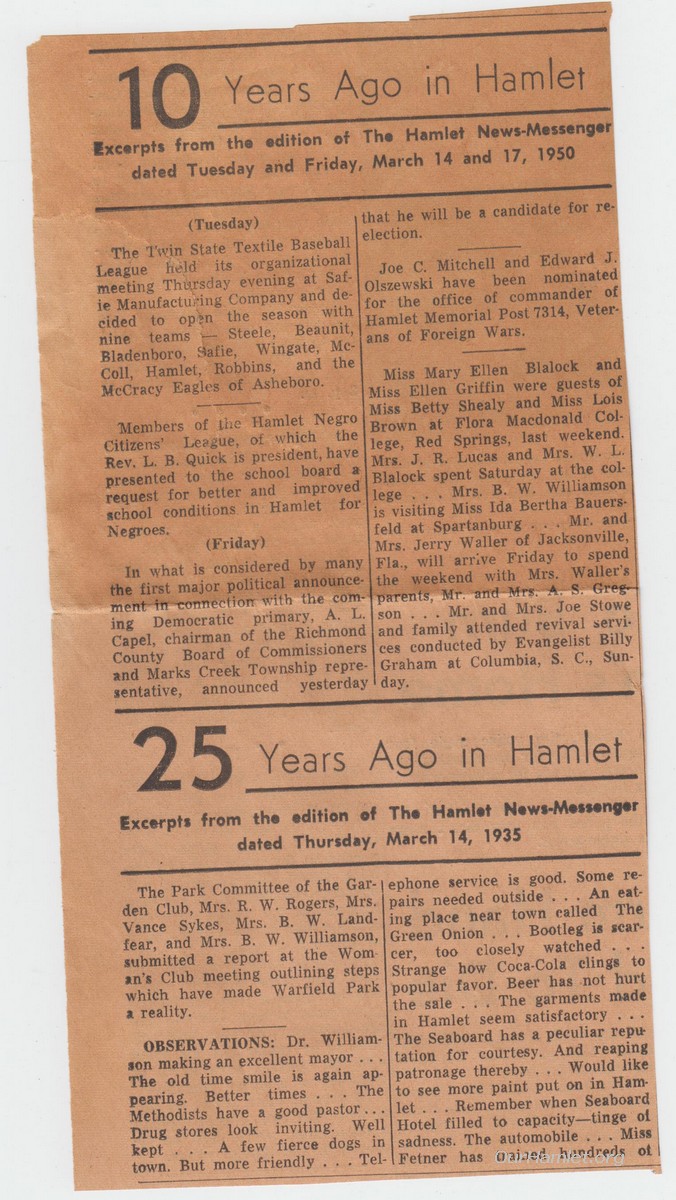 10 Years Ago in Hamlet
Excerpts from the edition of The Hamlet News-Messenger
dated Tuesday and Friday, March 14 and 17, 1950
(Tuesday)
The Twin State Textile Baseball
League held its organizational
meeting Thursday evening at Saf-
ie Manufacturing Company and de-
cided to open the season with
nine teams — Steele, Beaunit,
Bladenboro, Safie, Wingate, Mc-
Coll, Hamlet, Robbins, and the
McCracy Eagles of Asheboro.
Members of the Hamlet Negro
Citizens' League, of which the
Rev. L. B. Quick is president, have
presented to the school board a
request for better and improved
school conditions in Hamlet for
Negroes.
(Friday)
In what is considered by many
the first major political announce-
ment in connection with the com-
ing Democratic primary, A. L.
Capel, chairman of the Richmond
County Board of Commissioners
and Marks Creek Township repre-
sentative, announced yesterday
that he will be a candidate for re-
election.
Joe C. Mitchell and Edward J.
Olszewski have been nominated
for the office of commander of
Hamlet Memorial Post 7314, Veter-
ans of Foreign Wars.
Miss Mary Ellen Blalock and
Miss Ellen Griffin were guests of
Miss Betty Shealy and Miss Lois
Brown at Flora Macdonald Col-
lege, Red Springs, last weekend.
Mrs. J. R. Lucas and Mrs. W. L.
Blalock spent Saturday at the col-
lege . . . Mrs. B. W. Williamson
is visiting Miss Ida Bertha Bauers-
feld at Spartanburg . . . Mr. and
Mrs. Jerry Waller of Jacksonville,
Fla., will arrive Friday to spend
the weekend with Mrs. Waller's
parents, Mr. and Mrs. A. S. Greg-
son . . . Mr. and Mrs. Joe Stowe
and family attended revival servi-
ces conducted by Evangelist Billy
Graham at Columbia, S. C., Sun-
day.
25 Years Ago in Hamlet
Excerpts from the edition of The Hamlet News-Messenger
dated Thursday, March 14, 1935
The Park Committee of the Gar-
den Club, Mrs. R. W. Rogers, Mrs.
Vance Sykes, Mrs. B. W. Land-
fear, and Mrs. B. W. Williamson,
submitted a report at the Wom-
an's Club meeting outlining steps
which have made Warfield Park
a reality.
OBSERVATIONS: Dr. William-
son making an excellent mayor . . .
The old time smile is again ap-
pearing. Better times . . . The
Methodists have a good pastor . . .
Drug stores look inviting. Well
kept . . . A few fierce dogs in
town. But more friendly . . . Tel-
ephone service is good. Some re-
pairs needed outside . . . An eat-
ing place near town called The
Green Onion . . . Bootleg is scar-
cer, too closely watched . . .
Strange how Coca-Cola clings to
popular favor. Beer has not hurt
the sale . . . The garments made
in Hamlet seem satisfactory . . .
The Seaboard has a peculiar repu-
tation for courtesy. And reaping
patronage thereby . . . Would like
to see more paint put on in Ham-
let . . . Remember when Seaboard
Hotel filled to capacity—tinge of
sadness. The automobile . . . Miss
Fetner has trained hundreds of
OurHamlet.org